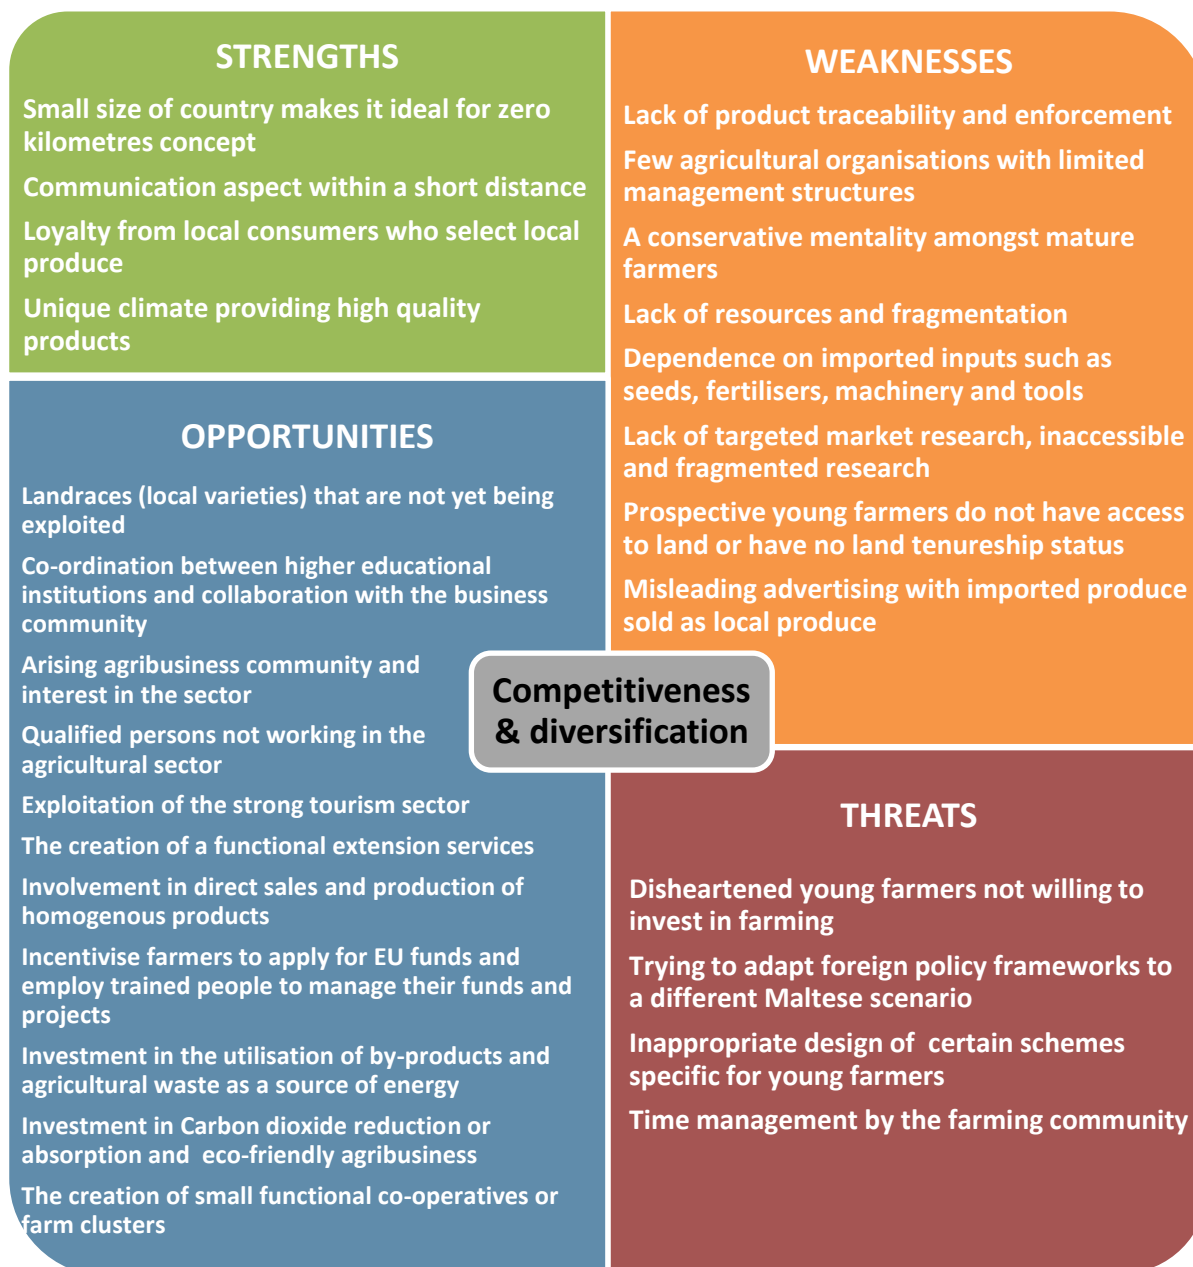 STRENGTHS
Small size of country makes it ideal for zero
kilometres concept
Communication aspect within a short distance
Loyalty from local consumers who select local
produce
Unique climate providing high quality
products
WEAKNESSES
Lack of product traceability and enforcement
Few agricultural organisations with limited
management structures
A conservative mentality amongst mature
farmers
Lack of resources and fragmentation
Dependence on imported inputs such as
seeds, fertilisers, machinery and tools
Lack of targeted market research, inaccessible
and fragmented research
Prospective young farmers do not have access
to land or have no land tenureship status
Misleading advertising with imported produce
sold as local produce
OPPORTUNITIES
Landraces (local varieties) that are not yet being
exploited
Co-ordination between higher educational
institutions and collaboration with the business
community
Arising agribusiness community and
interest in the sector
Qualified persons not working in the
agricultural sector
Exploitation of the strong tourism sector
The creation of a functional extension services
Involvement in direct sales and production of
homogenous products
Incentivise farmers to apply for EU funds and
employ trained people to manage their funds and
projects
Investment in the utilisation of by-products and
agricultural waste as a source of energy
Investment in Carbon dioxide reduction or
absorption and  eco-friendly agribusiness
The creation of small functional co-operatives or
farm clusters
Competitiveness
& diversification
THREATS
Disheartened young farmers not willing to
invest in farming
Trying to adapt foreign policy frameworks to
a different Maltese scenario
Inappropriate design of  certain schemes
specific for young farmers
Time management by the farming community